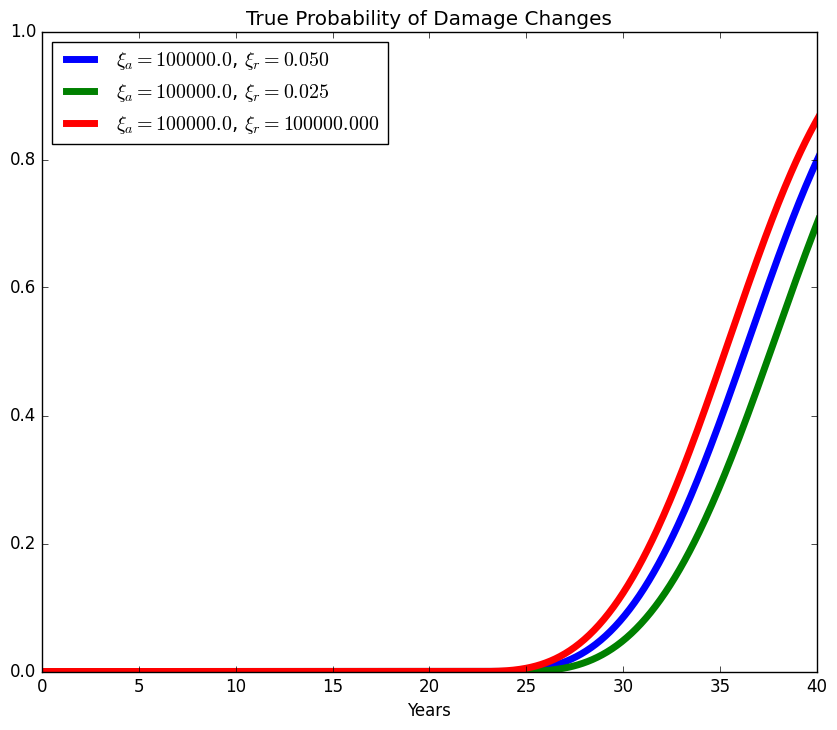 True Probability of Damage Changes
1.0
0.8
0.6
0.4
0.2
0.0
ξₐ = 100000.0, ξᵣ = 0.050
ξₐ = 100000.0, ξᵣ = 0.025
ξₐ = 100000.0, ξᵣ = 100000.000
0 5 10 15 20 25 30 35 40
Years